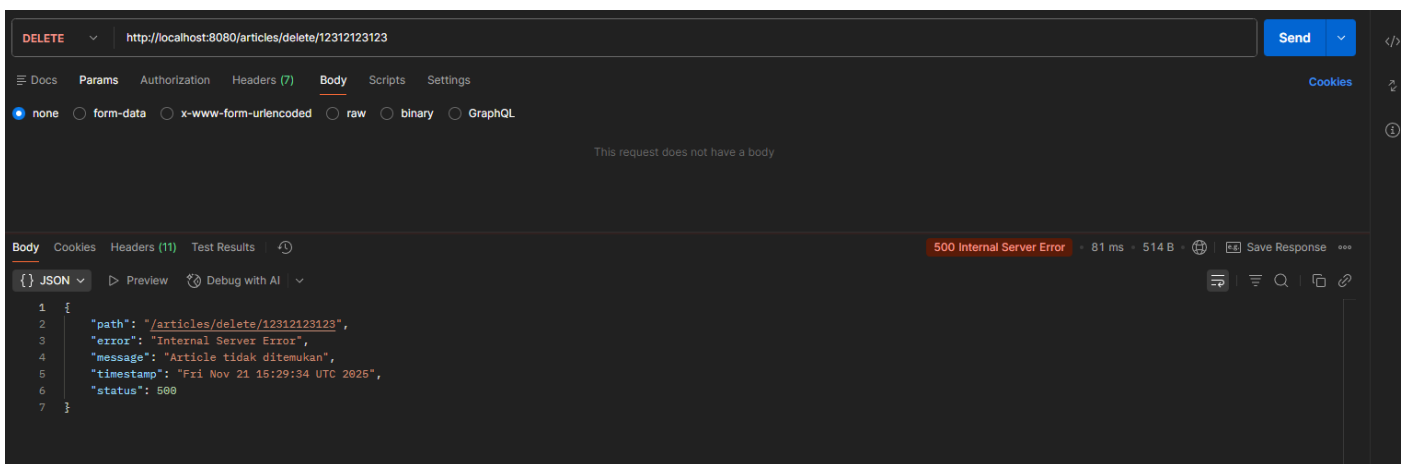 DELETE http://localhost:8080/articles/delete/12312123123 Send
Docs Params Authorization Headers (7) Body Scripts Settings Cookies
none form-data x-www-form-urlencoded raw binary GraphQL
This request does not have a body
Body Cookies Headers (11) Test Results 500 Internal Server Error • 81 ms • 514 B • e.g. Save Response
{} JSON Preview Debug with AI
1 {
2 "path": "/articles/delete/12312123123",
3 "error": "Internal Server Error",
4 "message": "Article tidak ditemukan",
5 "timestamp": "Fri Nov 21 15:29:34 UTC 2025",
6 "status": 500
7 }